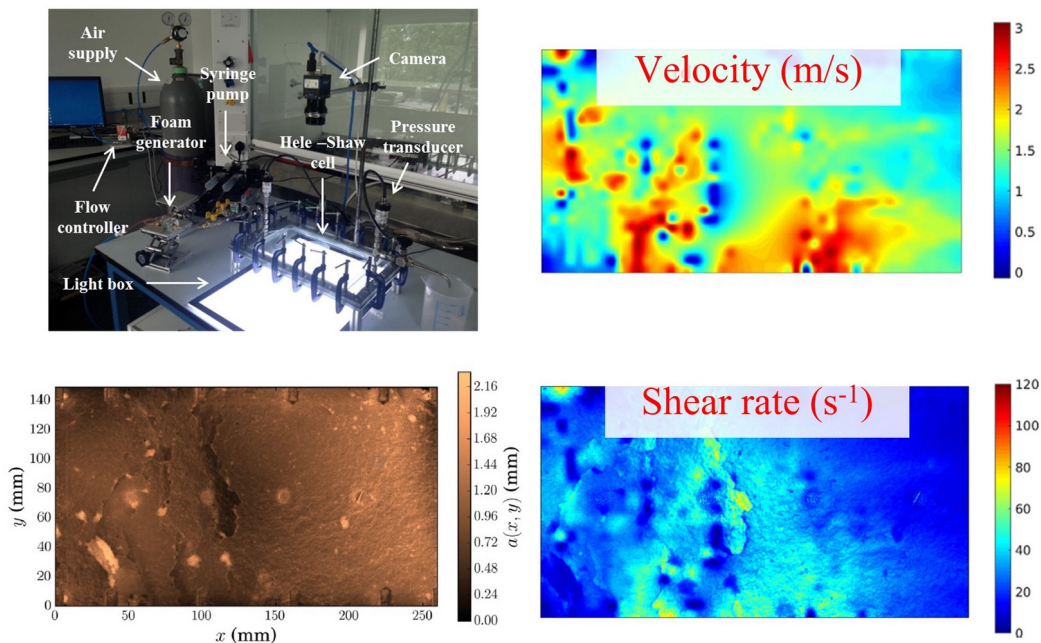 Air
supply
Camera
Syringe
pump
Foam
generator
Hele –Shaw
cell
Pressure
transducer
Flow
controller
Light box
Velocity (m/s)
3
2.5
2
1.5
1
0.5
0
140
120
100
80
60
40
20
0
y (mm)
0
50
100
150
200
250
x (mm)
2.16
1.92
1.68
1.44
1.20
0.96
0.72
0.48
0.24
0.00
a(x, y) (mm)
Shear rate (s⁻¹)
120
100
80
60
40
20
0